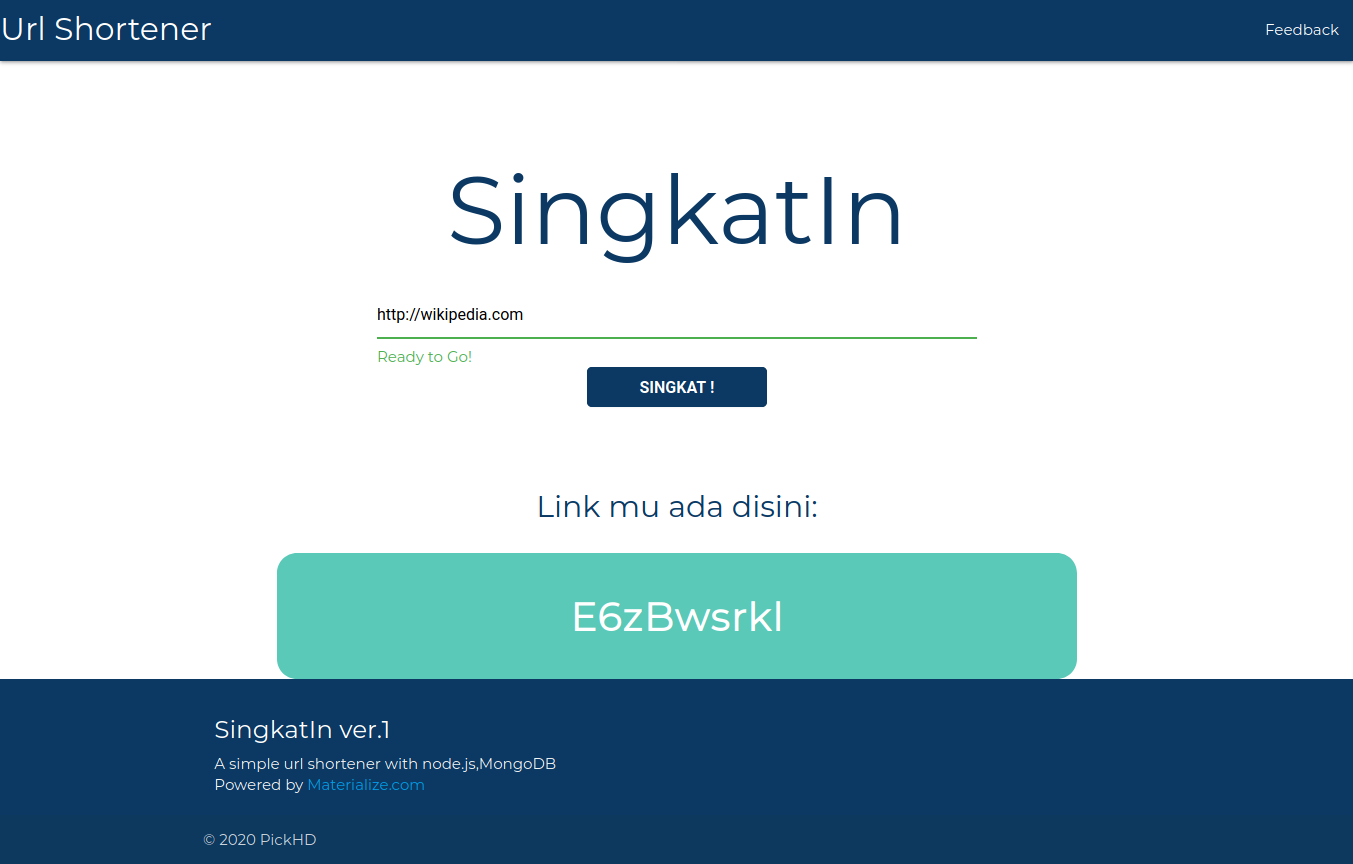 Url Shortener
Feedback
SingkatIn
http://wikipedia.com
Ready to Go!
SINGKAT !
Link mu ada disini:
E6zBwsrkl
SingkatIn ver.1
A simple url shortener with node.js,MongoDB
Powered by Materialize.com
© 2020 PickHD